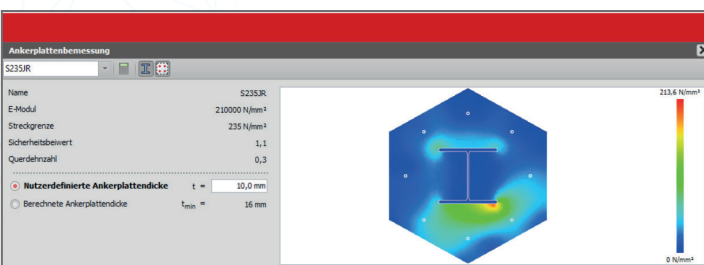 Ankerplattenbemessung
S235JR
Name S235JR
E-Modul 210000 N/mm²
Streckgrenze 235 N/mm²
Sicherheitsbeiwert 1,1
Querdehnzahl 0,3
Nutzerdefinierte Ankerplattendicke t = 10,0 mm
Berechnete Ankerplattendicke tmin = 16 mm
213,6 N/mm²
0 N/mm²